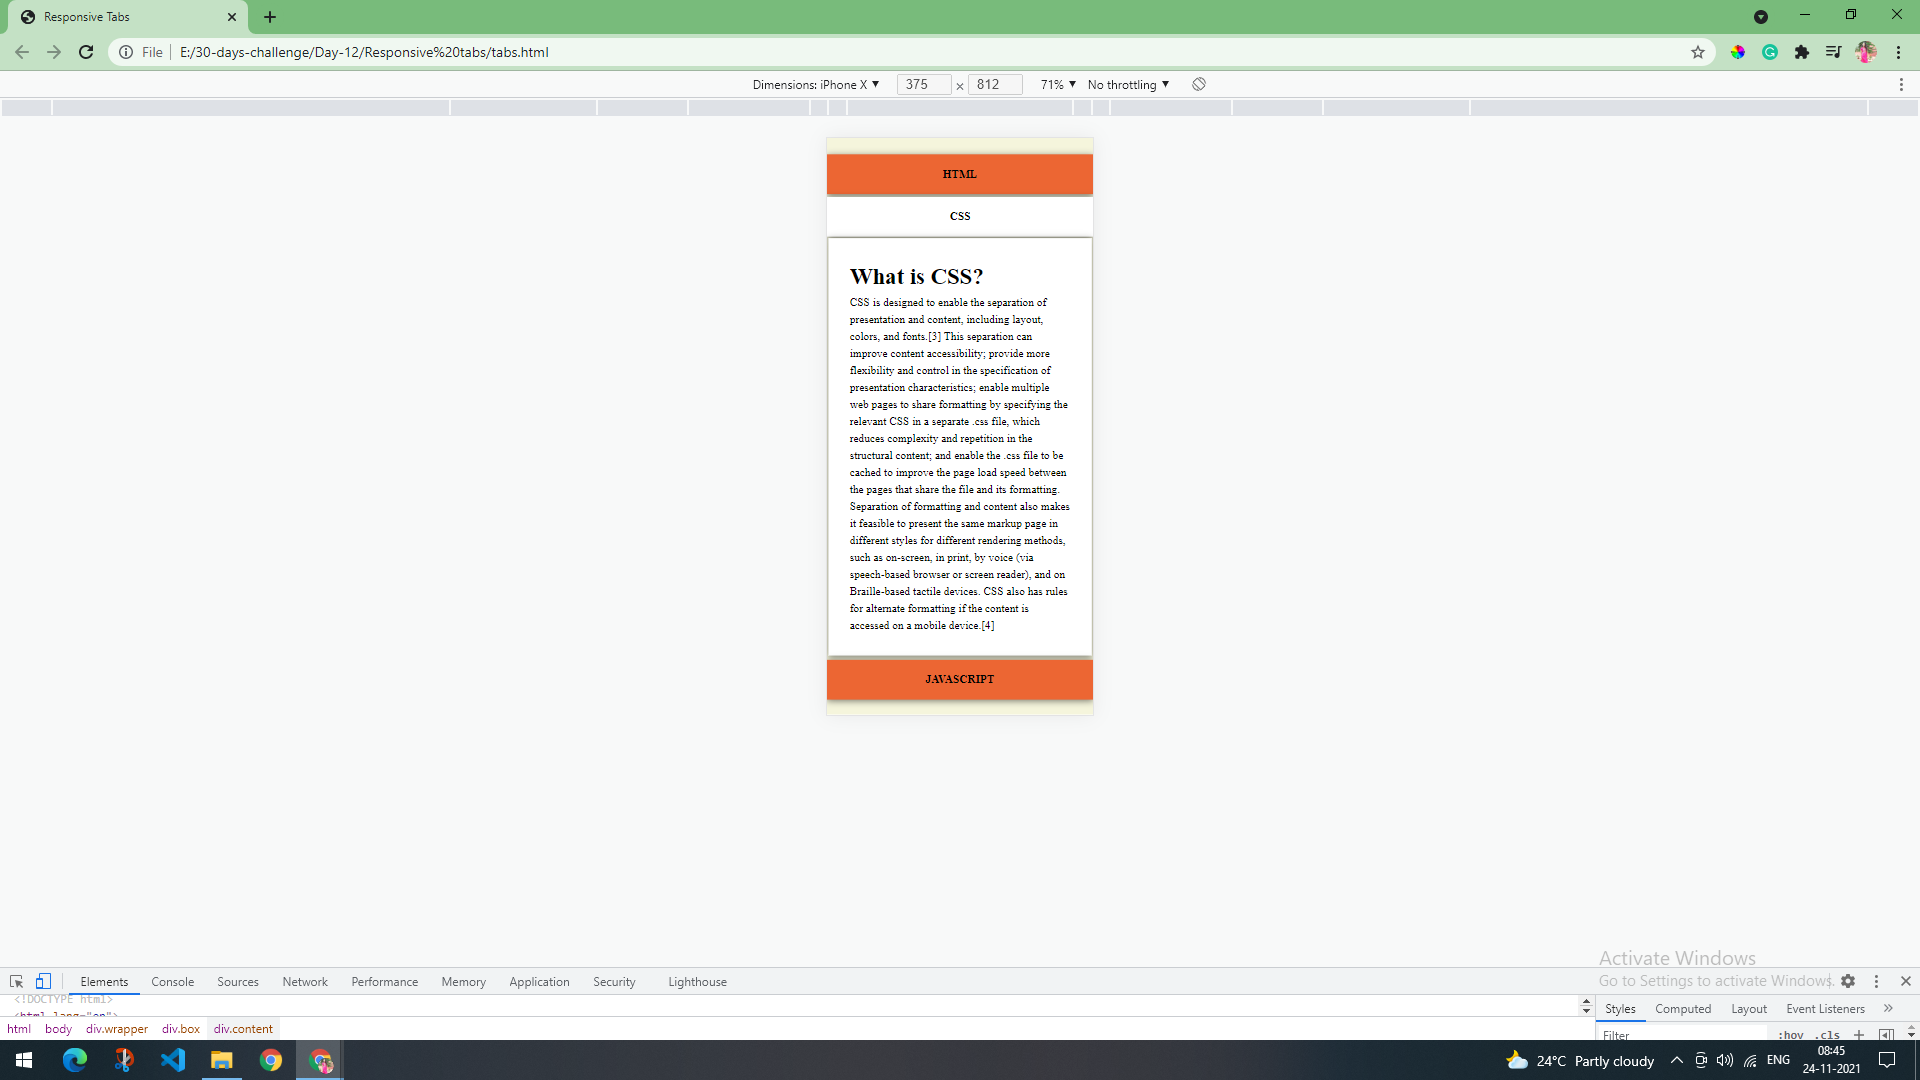 Responsive Tabs
File E:/30-days-challenge/Day-12/Responsive%20tabs/tabs.html
Dimensions: iPhone X ▼ 375 × 812 71% ▼ No throttling ▼
HTML
CSS
What is CSS?
CSS is designed to enable the separation of
presentation and content, including layout,
colors, and fonts.[3] This separation can
improve content accessibility; provide more
flexibility and control in the specification of
presentation characteristics; enable multiple
web pages to share formatting by specifying the
relevant CSS in a separate .css file, which
reduces complexity and repetition in the
structural content; and enable the .css file to be
cached to improve the page load speed between
the pages that share the file and its formatting.
Separation of formatting and content also makes
it feasible to present the same markup page in
different styles for different rendering methods,
such as on-screen, in print, by voice (via
speech-based browser or screen reader), and on
Braille-based tactile devices. CSS also has rules
for alternate formatting if the content is
accessed on a mobile device.[4]
JAVASCRIPT
Activate Windows
Go to Settings to activate Windows.
Elements Console Sources Network Performance Memory Application Security Lighthouse
<!DOCTYPE html>
<html lang="en">
html body div.wrapper div.box div.content
Styles Computed Layout Event Listeners »
Filter :hov .cls +
24°C Partly cloudy ENG
08:45
24-11-2021